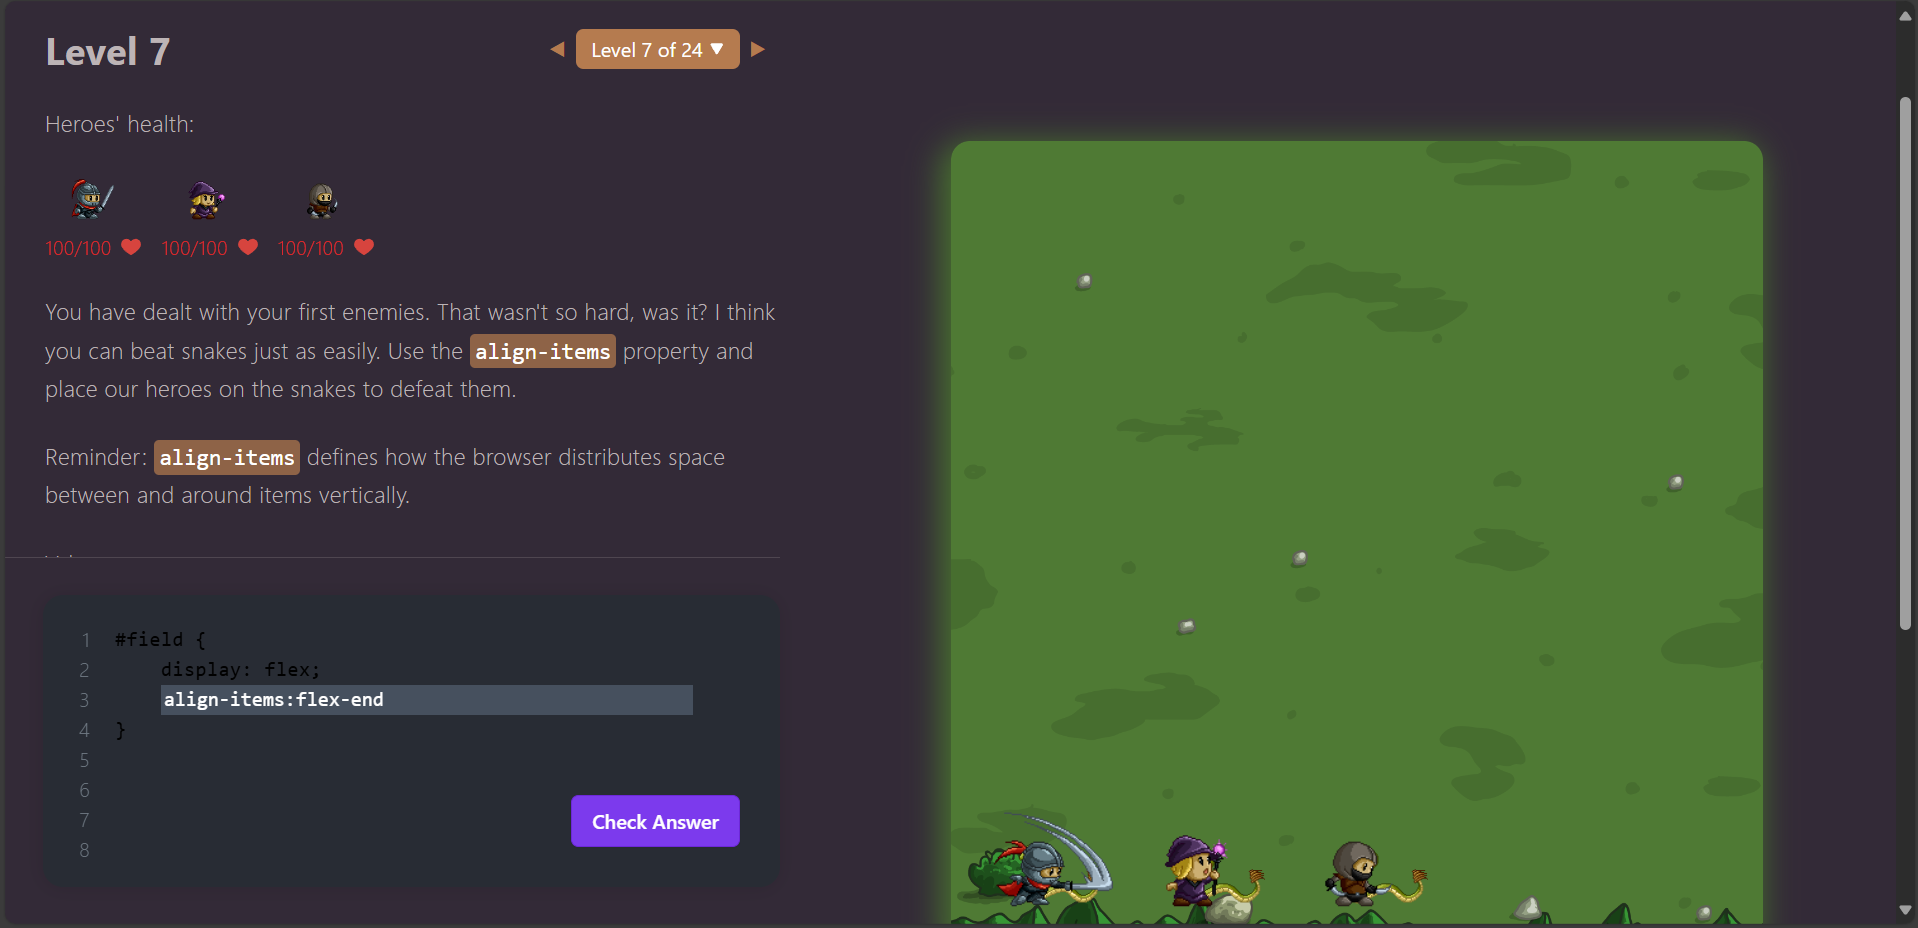 Level 7
Level 7 of 24 ▼
Heroes' health:
100/100 100/100 100/100
You have dealt with your first enemies. That wasn't so hard, was it? I think
you can beat snakes just as easily. Use the align-items property and
place our heroes on the snakes to defeat them.
Reminder: align-items defines how the browser distributes space
between and around items vertically.
1 #field {
2 display: flex;
3 align-items:flex-end
4 }
5
6
7
8
Check Answer